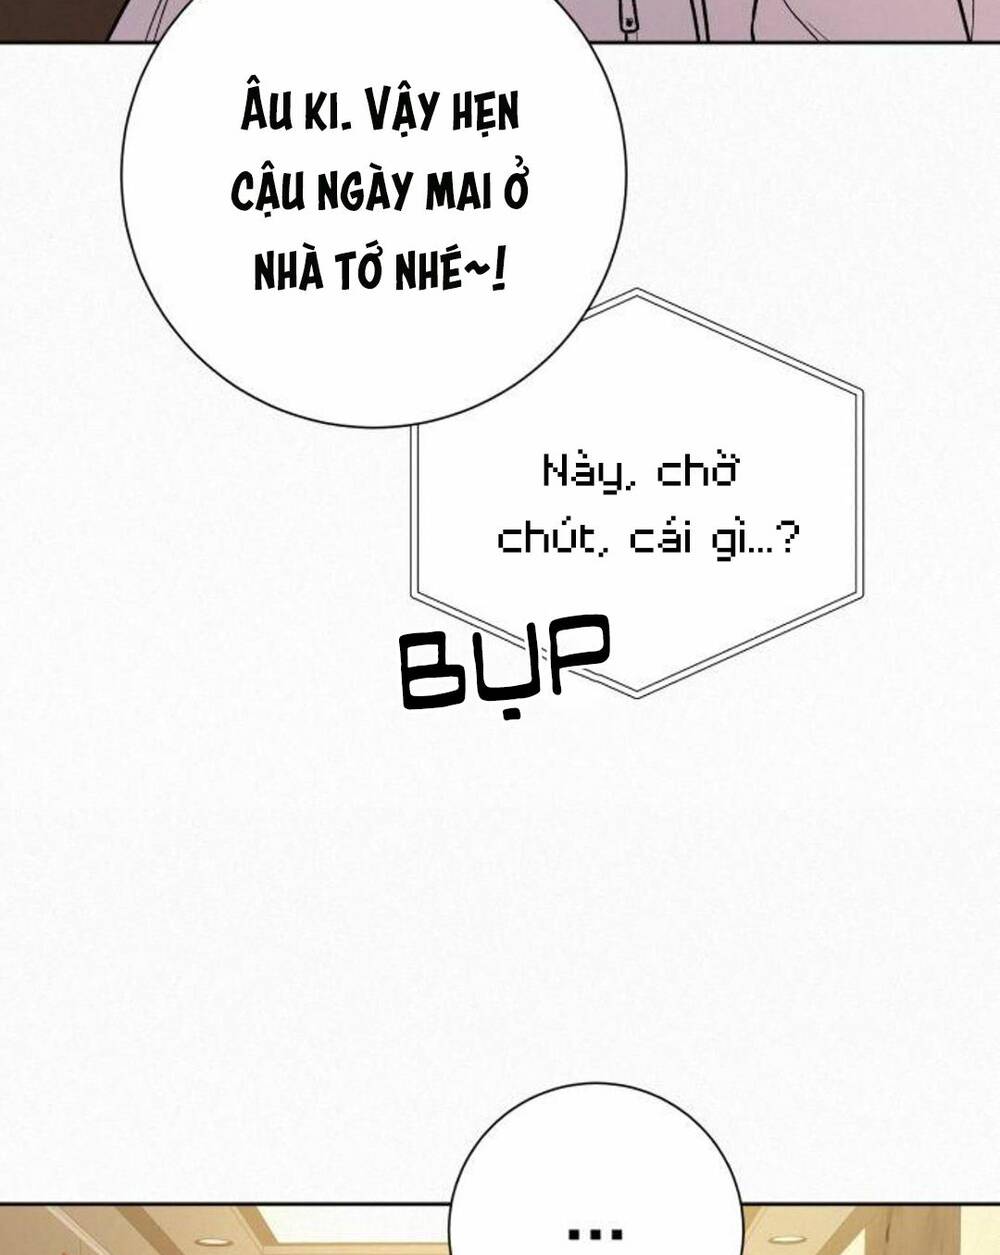 ÂU KI. VẬY HẸN
CẬU NGÀY MAI Ở
NHÀ TỚ NHÉ~!
Này, chờ
chút, cái gì...?
BỤP
...